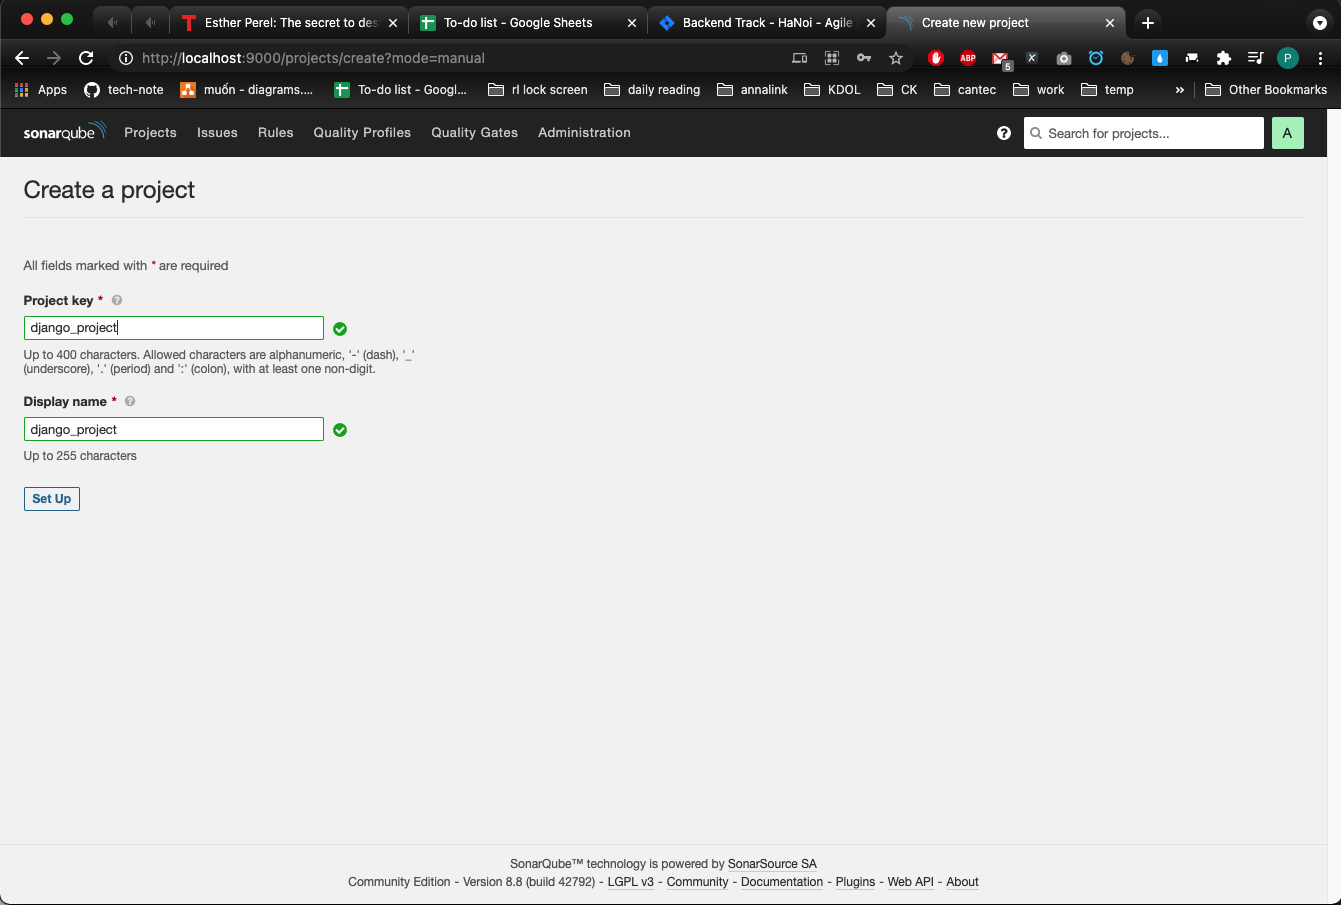 Esther Perel: The secret to des
To-do list - Google Sheets
Backend Track - HaNoi - Agile
Create new project
http://localhost:9000/projects/create?mode=manual
ABP
5
X
P
Apps
tech-note
muốn - diagrams....
To-do list - Googl...
rl lock screen
daily reading
annalink
KDOL
CK
cantec
work
temp
»
Other Bookmarks
sonarqube
Projects
Issues
Rules
Quality Profiles
Quality Gates
Administration
Search for projects...
A
Create a project
All fields marked with * are required
Project key *
django_project
Up to 400 characters. Allowed characters are alphanumeric, '-' (dash), '_'
(underscore), '.' (period) and ':' (colon), with at least one non-digit.
Display name *
django_project
Up to 255 characters
Set Up
SonarQube™ technology is powered by SonarSource SA
Community Edition - Version 8.8 (build 42792) - LGPL v3 - Community - Documentation - Plugins - Web API - About